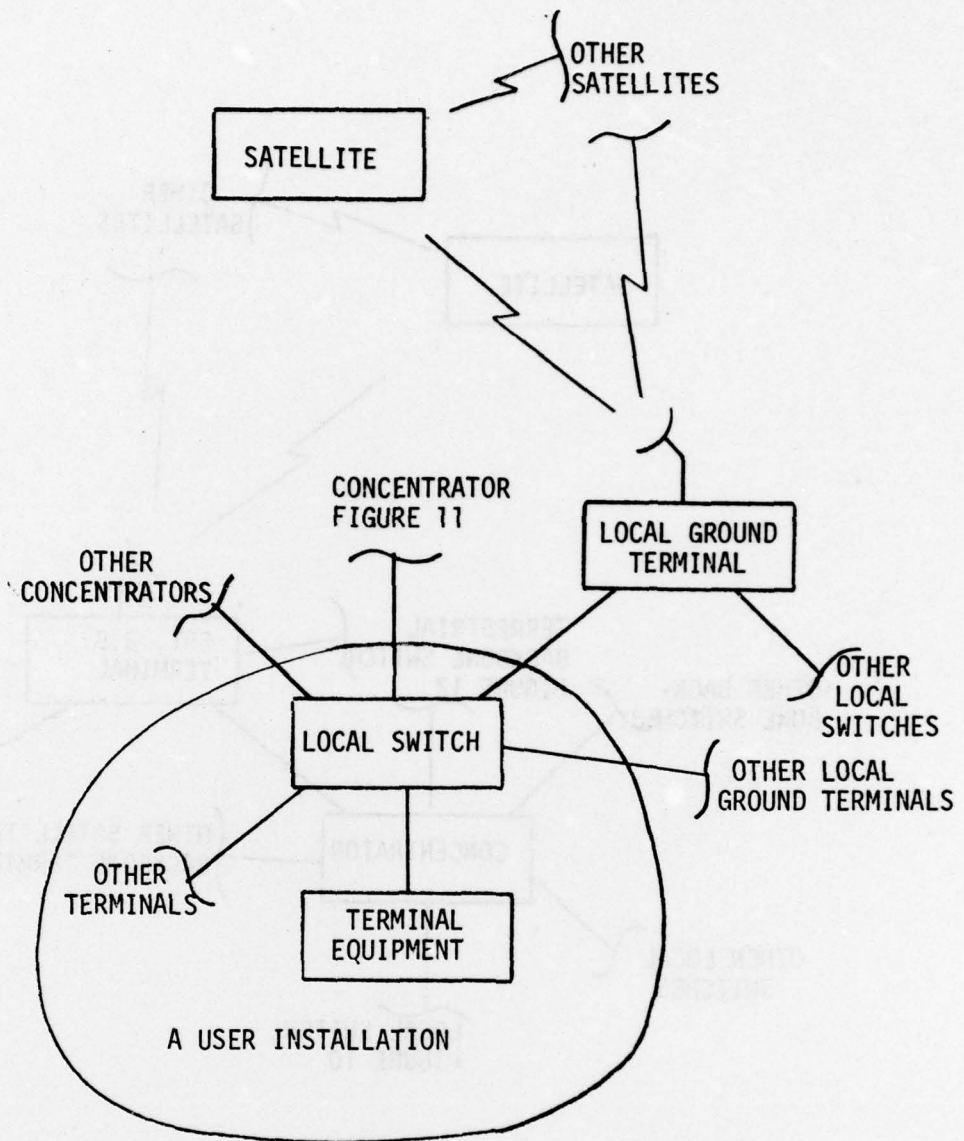 OTHER
SATELLITES
SATELLITE
CONCENTRATOR
FIGURE 11
LOCAL GROUND
TERMINAL
OTHER
CONCENTRATORS
OTHER
LOCAL
SWITCHES
LOCAL SWITCH
OTHER LOCAL
GROUND TERMINALS
OTHER
TERMINALS
TERMINAL
EQUIPMENT
A USER INSTALLATION